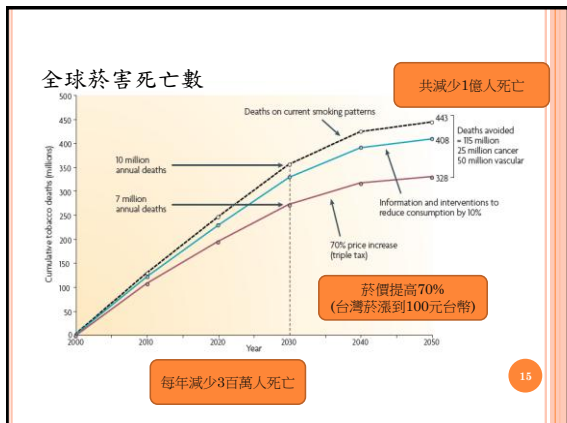 全球菸害死亡數
共減少1億人死亡
Cumulative tobacco deaths (millions)
500
450
400
350
300
250
200
150
100
50
0
Deaths on current smoking patterns
443
408
328
Deaths avoided
= 115 million
25 million cancer
50 million vascular
10 million
annual deaths
7 million
annual deaths
Information and interventions to
reduce consumption by 10%
70% price increase
(triple tax)
菸價提高70%
(台灣菸漲到100元台幣)
2000
2010
2020
2030
2040
2050
Year
每年減少3百萬人死亡
15